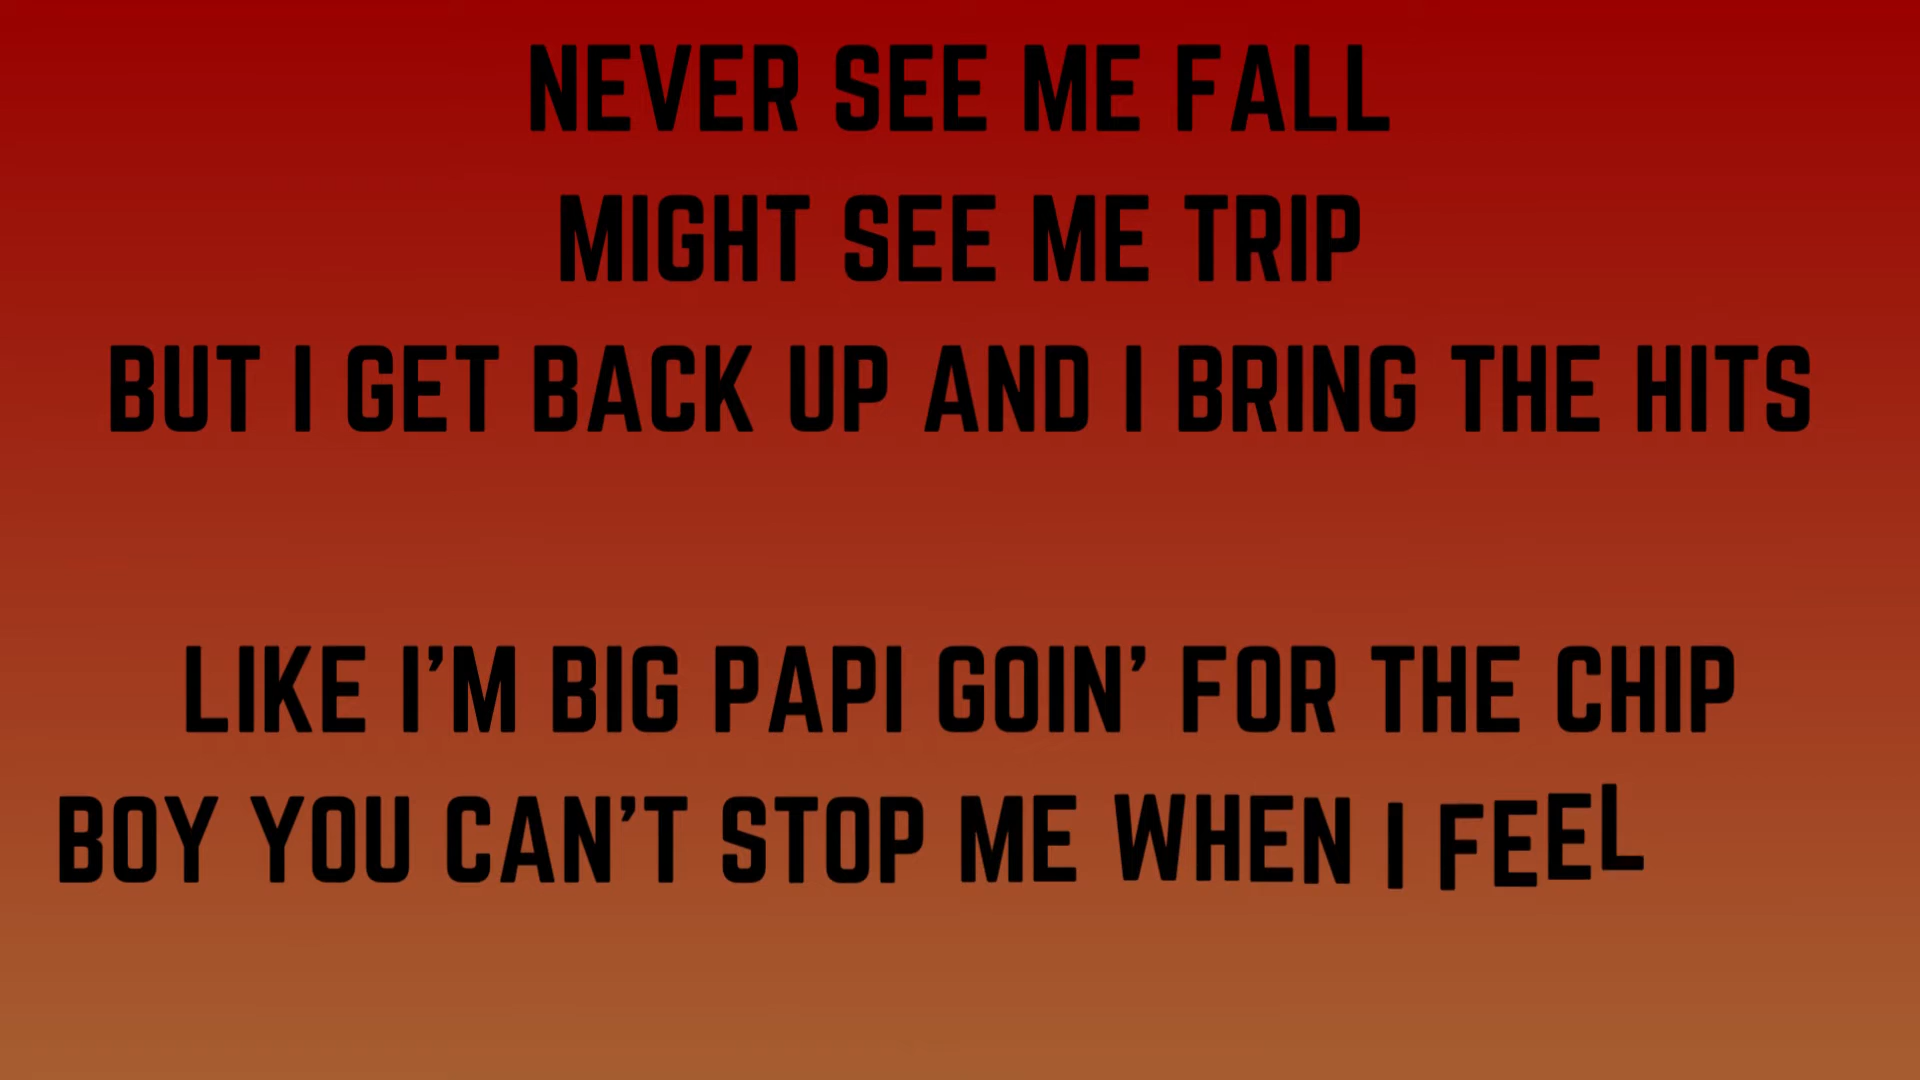 NEVER SEE ME FALL
MIGHT SEE ME TRIP
BUT I GET BACK UP AND I BRING THE HITS
LIKE I'M BIG PAPI GOIN' FOR THE CHIP
BOY YOU CAN'T STOP ME WHEN I FEEL